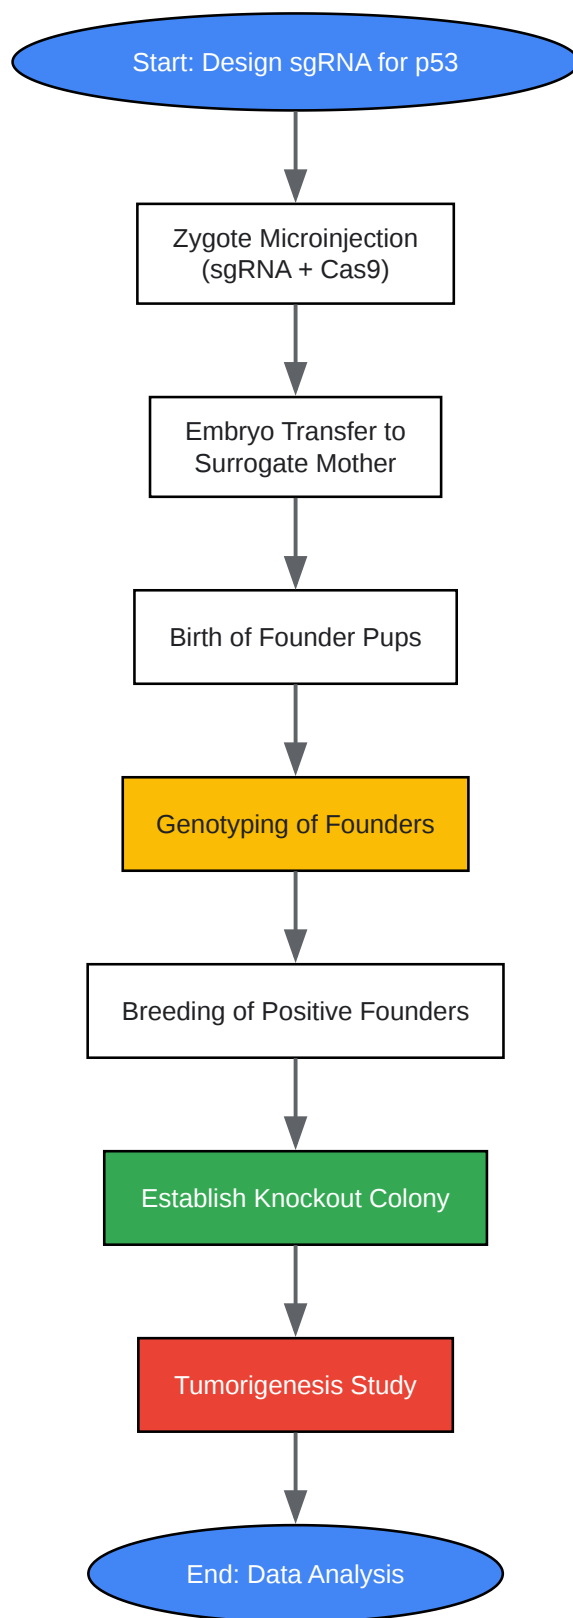 Start: Design sgRNA for p53
Zygote Microinjection
(sgRNA + Cas9)
Embryo Transfer to
Surrogate Mother
Birth of Founder Pups
Genotyping of Founders
Breeding of Positive Founders
Establish Knockout Colony
Tumorigenesis Study
End: Data Analysis